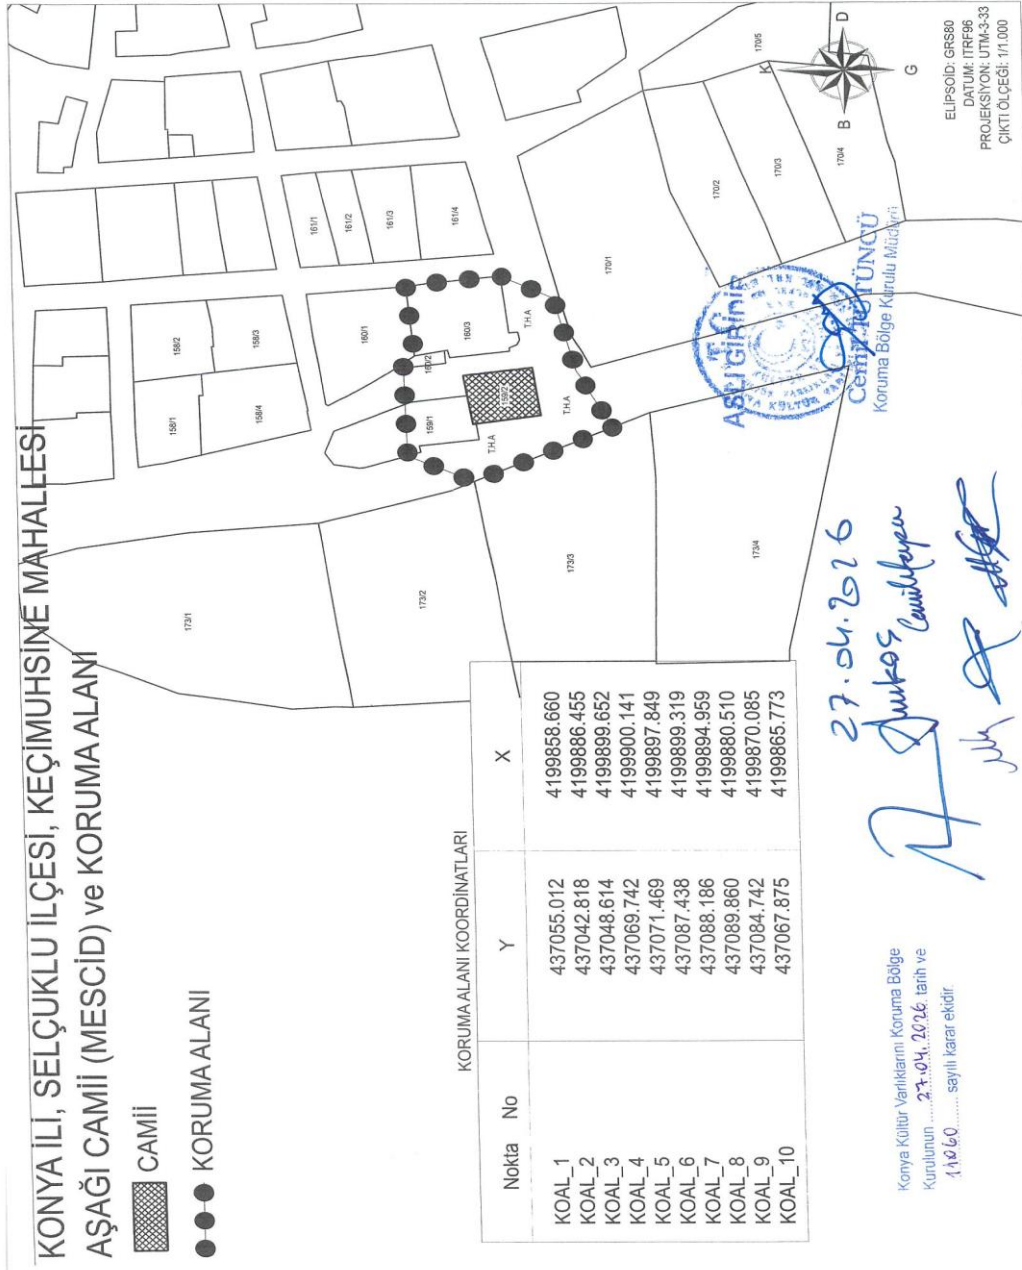 KONYA İLİ, SELÇUKLU İLÇESİ, KEÇİMUHSİNE MAHALLESİ
AŞAĞI CAMİİ (MESCİD) ve KORUMA ALANI
CAMİİ
KORUMA ALANI
KORUMA ALANI KOORDİNATLARI
Nokta No Y X
KOAL_1 437055.012 4199858.660
KOAL_2 437042.818 4199886.455
KOAL_3 437048.614 4199899.652
KOAL_4 437069.742 4199900.141
KOAL_5 437071.469 4199897.849
KOAL_6 437087.438 4199899.319
KOAL_7 437088.186 4199894.959
KOAL_8 437089.860 4199880.510
KOAL_9 437084.742 4199870.085
KOAL_10 437067.875 4199865.773
173/1
173/2
173/3
173/4
158/1
158/2
158/3
158/4
159/1
159/2
160/1
160/2
160/3
T.H.A
T.H.A
T.H.A
161/1
161/2
161/3
161/4
170/1
170/2
170/3
170/4
170/5
K
D
B
G
ELİPSOİD: GRS80
DATUM: ITRF96
PROJEKSİYON: UTM-3-33
ÇIKTI ÖLÇEĞİ: 1/1.000
Konya Kültür Varlıklarını Koruma Bölge
Kurulunun 27.04.2026 tarih ve
11060 sayılı karar ekidir.
27.04.2026
ASLI GİBİDİR
T.C.
Cemil TÜTÜNCÜ
Koruma Bölge Kurulu Müdürü